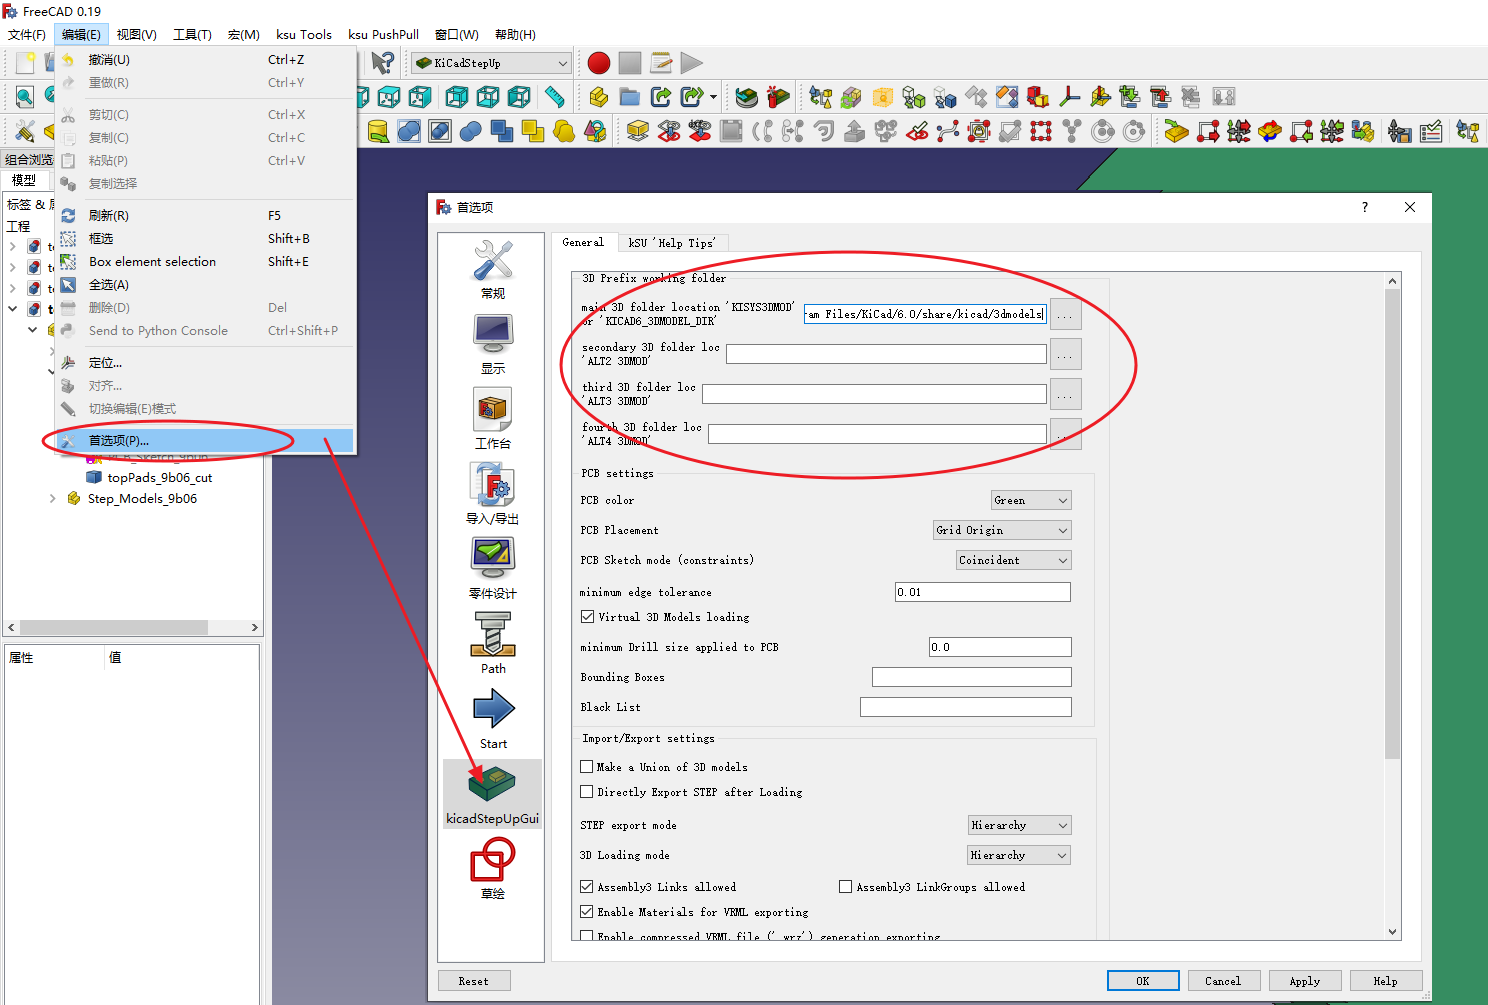 FreeCAD 0.19
文件(F) 编辑(E) 视图(V) 工具(T) 宏(M) ksu Tools ksu PushPull 窗口(W) 帮助(H)
撤消(U) Ctrl+Z
KiCadStepUp
重做(R) Ctrl+Y
剪切(C) Ctrl+X
复制(C) Ctrl+C
粘贴(P) Ctrl+V
复制选择
刷新(R) F5
框选 Shift+B
Box element selection Shift+E
全选(A)
删除(D) Del
Send to Python Console Ctrl+Shift+P
定位...
对齐...
切换编辑(E)模式
首选项(P)...
组合浏览
模型
标签 &
工程
PCB_Sketch_9b06
topPads_9b06_cut
Step_Models_9b06
属性 值
首选项
? ×
常规
显示
工作台
导入/导出
零件设计
Path
Start
kicadStepUpGui
草绘
General kSU 'Help Tips'
3D Prefix working folder
main 3D folder location 'KISYS3DMOD'
or 'KICAD6_3DMODEL_DIR'
ram Files/KiCad/6.0/share/kicad/3dmodels
...
secondary 3D folder loc
'ALT2 3DMOD'
...
third 3D folder loc
'ALT3 3DMOD'
...
fourth 3D folder loc
'ALT4 3DMOD'
...
PCB settings
PCB color Green
PCB Placement Grid Origin
PCB Sketch mode (constraints) Coincident
minimum edge tolerance 0.01
Virtual 3D Models loading
minimum Drill size applied to PCB 0.0
Bounding Boxes
Black List
Import/Export settings
Make a Union of 3D models
Directly Export STEP after Loading
STEP export mode Hierarchy
3D Loading mode Hierarchy
Assembly3 Links allowed Assembly3 LinkGroups allowed
Enable Materials for VRML exporting
Enable compressed VRML file ('.wrz') generation exporting
Reset OK Cancel Apply Help